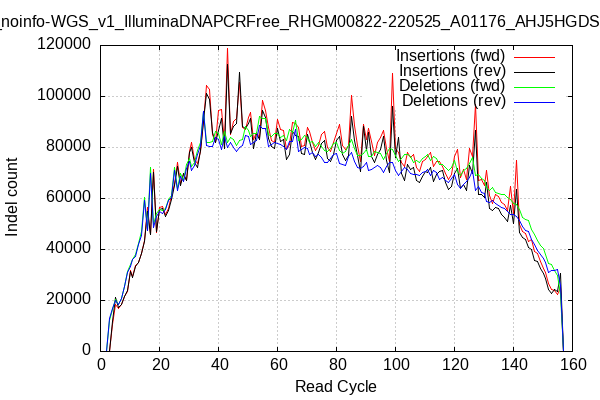 _noinfo-WGS_v1_IlluminaDNAPCRFree_RHGM00822-220525_A01176_AHJ5HGDS
Insertions (fwd)
Insertions (rev)
Deletions (fwd)
Deletions (rev)
120000
100000
80000
60000
40000
20000
0
Indel count
0 20 40 60 80 100 120 140 160
Read Cycle